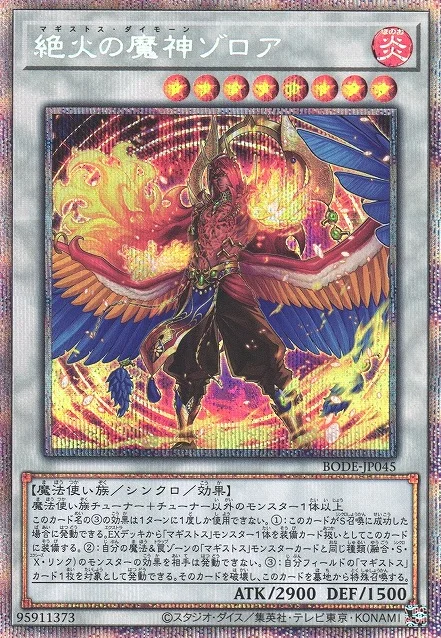 マギストス・ダイモーン
絶火の魔神ゾロア
ほのお
炎
BODE-JP045
【魔法使い族／シンクロ／効果】
魔法使い族チューナー＋チューナー以外のモンスター1体以上
このカード名の③の効果は1ターンに1度しか使用できない。①：このカードがS召喚に成功した
場合に発動できる。EXデッキから「マギストス」モンスター1体を装備カード扱いとしてこのカード
に装備する。②：自分の魔法＆罠ゾーンの「マギストス」モンスターカードと同じ種類(融合・S・
X・リンク)のモンスターの効果を相手は発動できない。③：自分フィールドの「マギストス」
カード1枚を対象として発動できる。そのカードを破壊し、このカードを墓地から特殊召喚する。
ATK/2900 DEF/1500
95911373
©スタジオ・ダイス／集英社・テレビ東京・KONAMI